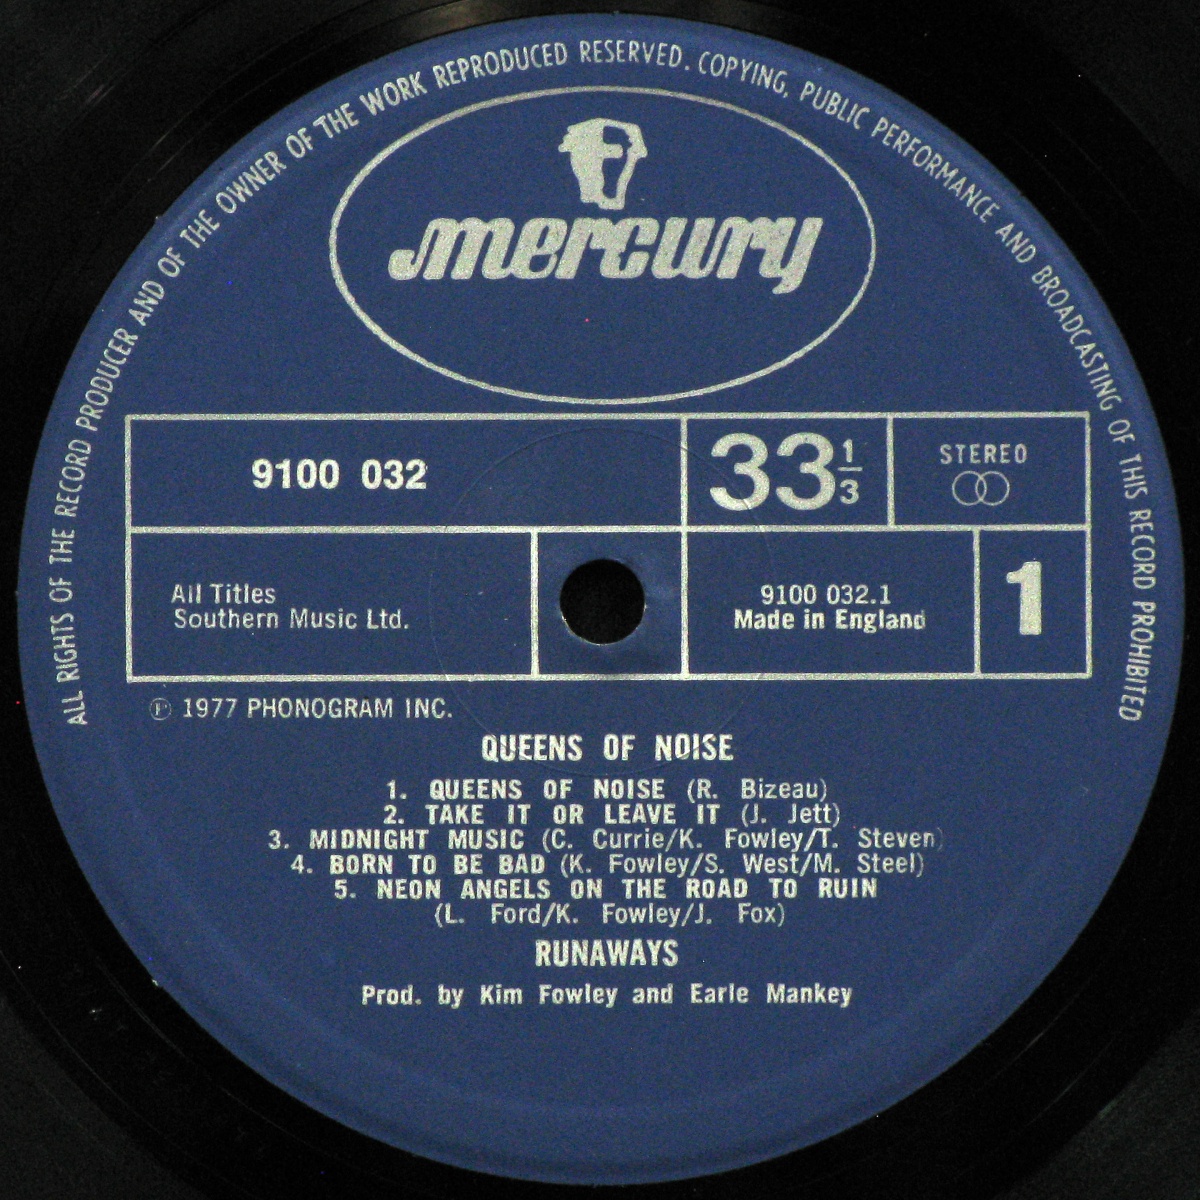 ALL RIGHTS OF THE RECORD PRODUCER AND OF THE OWNER OF THE WORK REPRODUCED RESERVED. COPYING, PUBLIC PERFORMANCE AND BROADCASTING OF THIS RECORD PROHIBITED
mercury
9100 032
33 1/3
STEREO
All Titles
Southern Music Ltd.
9100 032.1
Made in England
1
Ⓟ 1977 PHONOGRAM INC.
QUEENS OF NOISE
1. QUEENS OF NOISE (R. Bizeau)
2. TAKE IT OR LEAVE IT (J. Jett)
3. MIDNIGHT MUSIC (C. Currie/K. Fowley/T. Steven)
4. BORN TO BE BAD (K. Fowley/S. West/M. Steel)
5. NEON ANGELS ON THE ROAD TO RUIN
(L. Ford/K. Fowley/J. Fox)
RUNAWAYS
Prod. by Kim Fowley and Earle Mankey